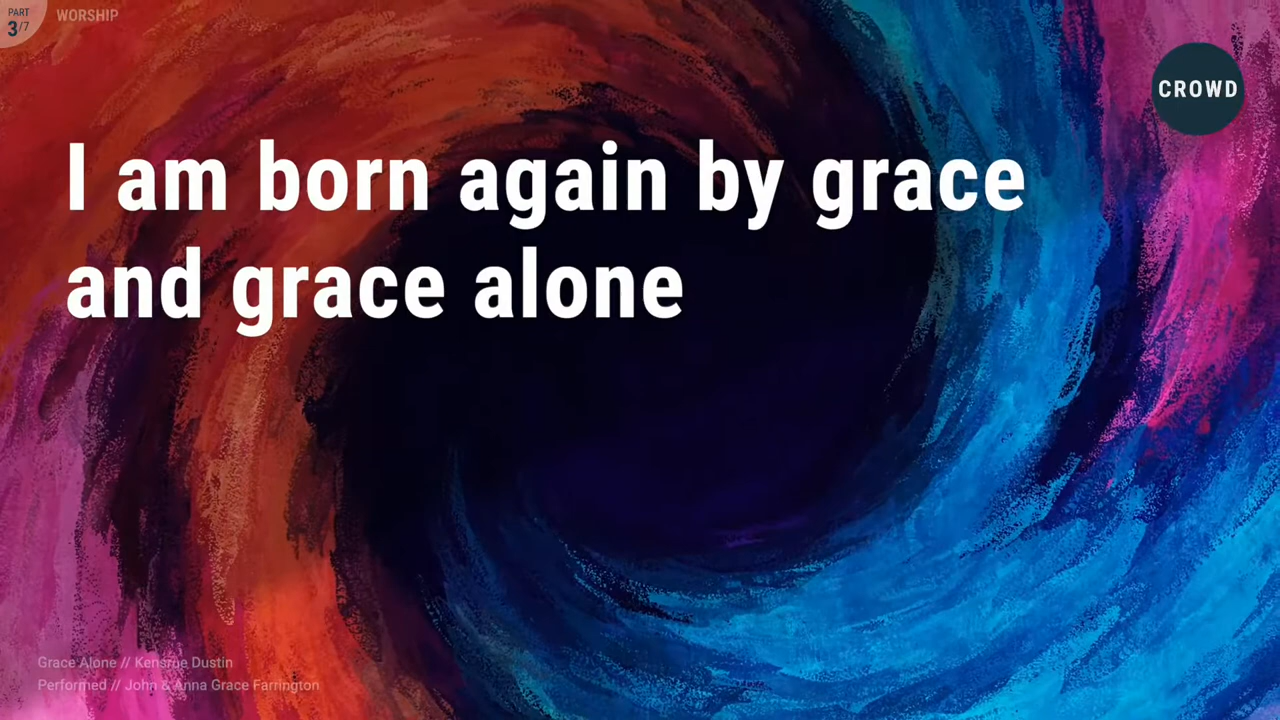 PART
3/7
WORSHIP
CROWD
I am born again by grace
and grace alone
Grace Alone // Kensrue Dustin
Performed // John & Anna Grace Farrington